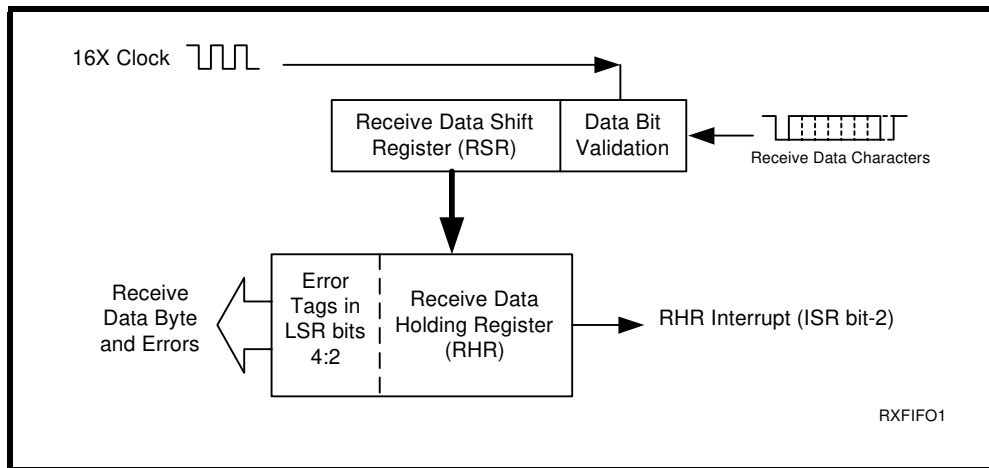 16X Clock
Receive Data Shift
Register (RSR)
Data Bit
Validation
Receive Data Characters
Receive
Data Byte
and Errors
Error
Tags in
LSR bits
4:2
Receive Data
Holding Register
(RHR)
RHR Interrupt (ISR bit-2)
RXFIFO1